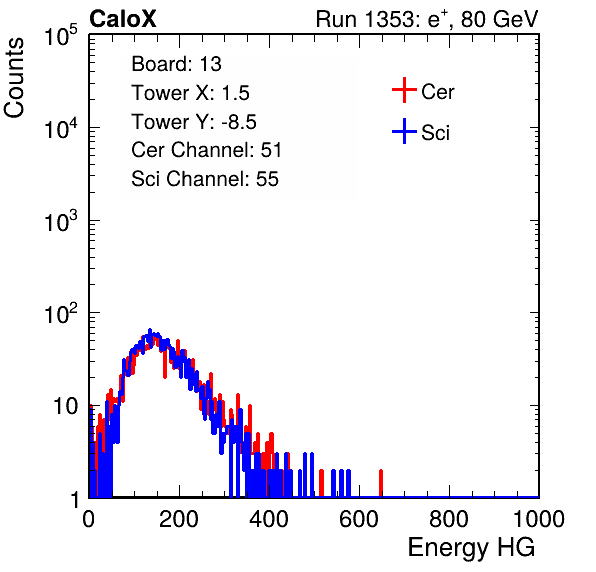 CaloX Run 1353: e⁺, 80 GeV
Counts
10⁵
10⁴
10³
10²
10
1
Board: 13
Tower X: 1.5
Tower Y: -8.5
Cer Channel: 51
Sci Channel: 55
Cer
Sci
0 200 400 600 800 1000
Energy HG